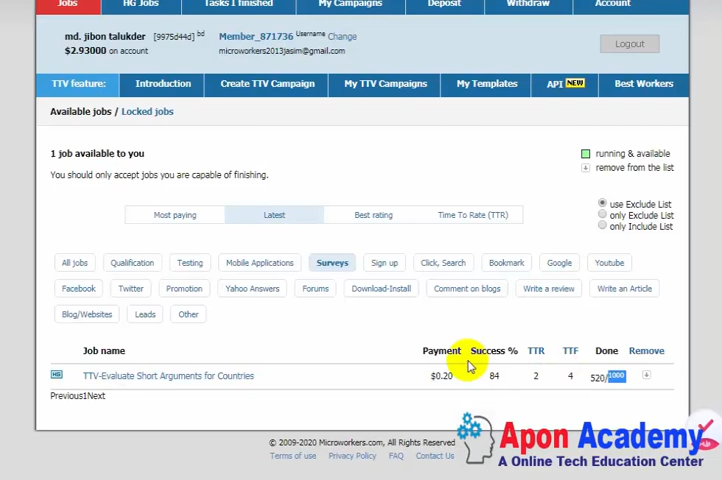 Jobs HG Jobs Tasks I finished My Campaigns Deposit Withdraw Account
md. jibon talukder [9975d44d] bd Member_871736 Username Change
$2.93000 on account microworkers2013jasim@gmail.com
Logout
TTV feature: Introduction Create TTV Campaign My TTV Campaigns My Templates API NEW Best Workers
Available jobs / Locked jobs
1 job available to you
running & available
remove from the list
You should only accept jobs you are capable of finishing.
use Exclude List
only Exclude List
only Include List
Most paying Latest Best rating Time To Rate (TTR)
All jobs Qualification Testing Mobile Applications Surveys Sign up Click, Search Bookmark Google Youtube
Facebook Twitter Promotion Yahoo Answers Forums Download-Install Comment on blogs Write a review Write an Article
Blog/Websites Leads Other
Job name Payment Success % TTR TTF Done Remove
HG TTV-Evaluate Short Arguments for Countries $0.20 84 2 4 520/1000
Previous1Next
Apon Academy
A Online Tech Education Center
© 2009-2020 Microworkers.com, All Rights Reserved
Terms of use Privacy Policy FAQ Contact Us